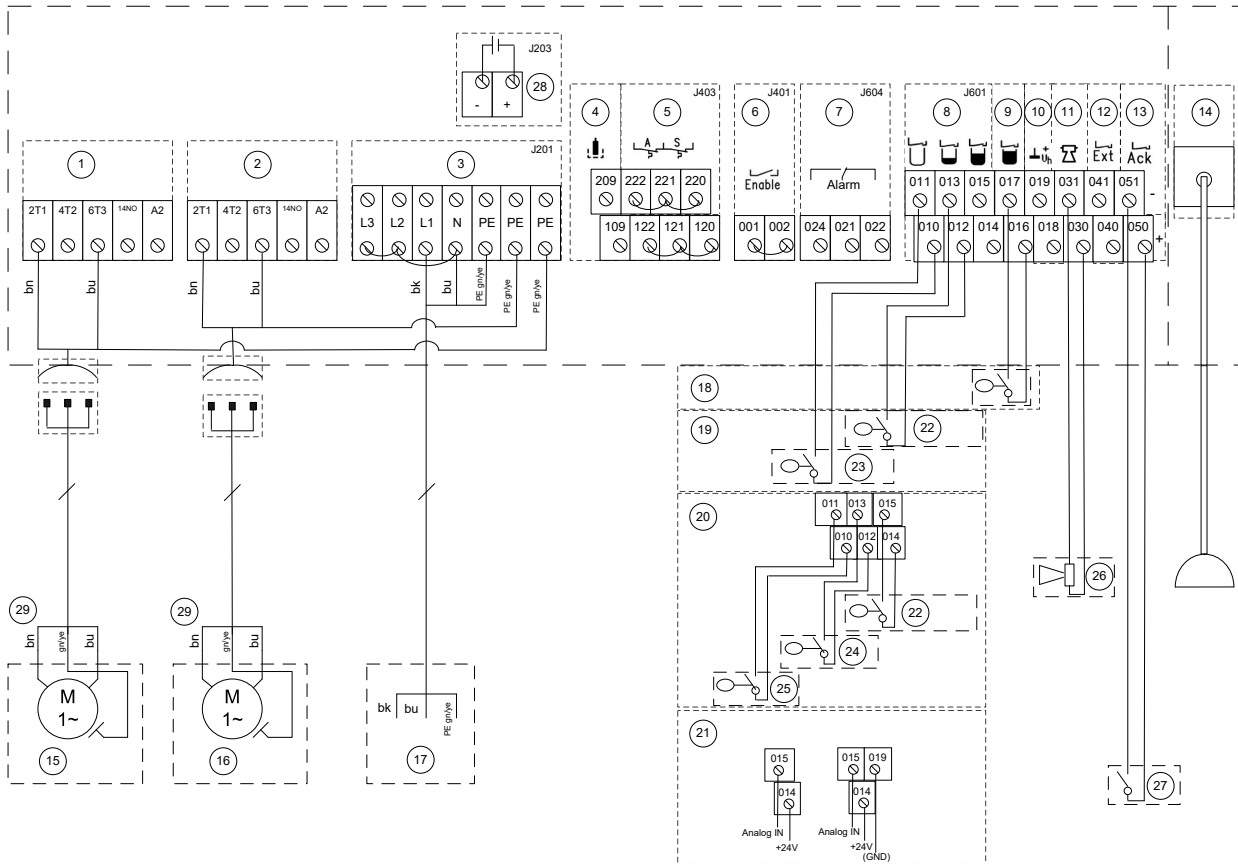 J203
- +
28
1
2T1 4T2 6T3 14NO A2
bn bu
2
2T1 4T2 6T3 14NO A2
bn bu
3
J201
L3 L2 L1 N PE PE PE
bk bu PE gn/ye PE gn/ye PE gn/ye
4
209
109
5
J403
A S
222 221 220
122 121 120
6
J401
Enable
001 002
7
J604
Alarm
024 021 022
8
J601
9
10
+
Uh
11
12
Ext
13
Ack
011 013 015 017 019 031 041 051 -
010 012 014 016 018 030 040 050 +
14
18
19
22
23
20
011 013 015
010 012 014
22
24
25
21
015
014
Analog IN
+24V
015 019
014
Analog IN
+24V
(GND)
26
27
29
bn gn/ye bu
M
1~
15
29
bn gn/ye bu
M
1~
16
bk bu PE gn/ye
17